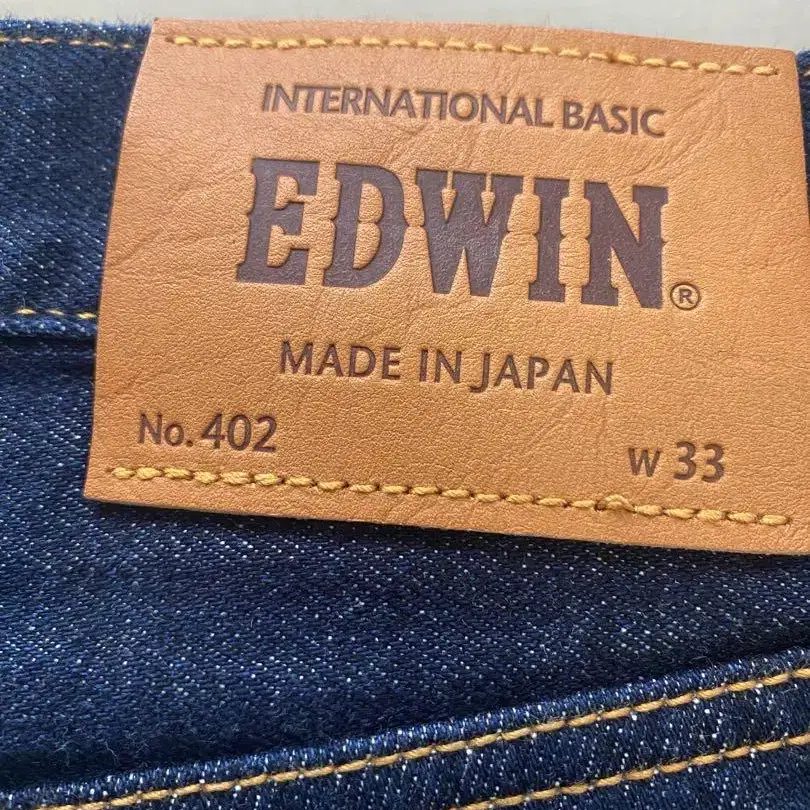 INTERNATIONAL BASIC
EDWIN®
MADE IN JAPAN
No. 402 W 33